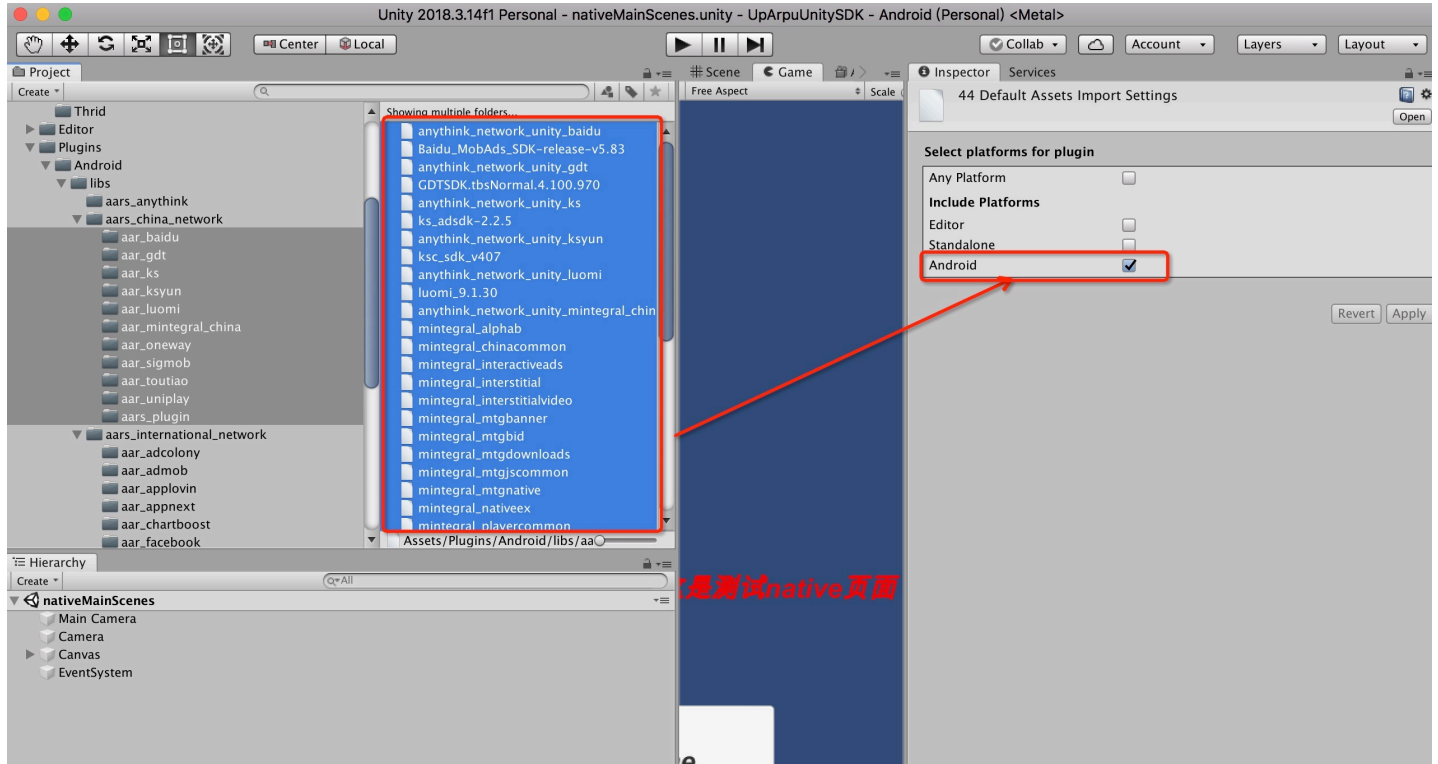 Unity 2018.3.14f1 Personal - nativeMainScenes.unity - UpArpuUnitySDK - Android (Personal) <Metal>
Center Local Collab Account Layers Layout
Project
Create
Thrid
Editor
Plugins
Android
libs
aars_anythink
aars_china_network
aar_baidu
aar_gdt
aar_ks
aar_ksyun
aar_luomi
aar_mintegral_china
aar_oneway
aar_sigmob
aar_toutiao
aar_uniplay
aars_plugin
aars_international_network
aar_adcolony
aar_admob
aar_applovin
aar_appnext
aar_chartboost
aar_facebook
Showing multiple folders...
anythink_network_unity_baidu
Baidu_MobAds_SDK-release-v5.83
anythink_network_unity_gdt
GDTSDK.tbsNormal.4.100.970
anythink_network_unity_ks
ks_adsdk-2.2.5
anythink_network_unity_ksyun
ksc_sdk_v407
anythink_network_unity_luomi
luomi_9.1.30
anythink_network_unity_mintegral_chin
mintegral_alphab
mintegral_chinacommon
mintegral_interactiveads
mintegral_interstitial
mintegral_interstitialvideo
mintegral_mtgbanner
mintegral_mtgbid
mintegral_mtgdownloads
mintegral_mtgjscommon
mintegral_mtgnative
mintegral_nativeex
mintegral_playercommon
Assets/Plugins/Android/libs/aa
Hierarchy
Create All
nativeMainScenes
Main Camera
Camera
Canvas
EventSystem
Scene Game
Free Aspect Scale
是测试native页面
Inspector Services
44 Default Assets Import Settings
Open
Select platforms for plugin
Any Platform
Include Platforms
Editor
Standalone
Android
Revert Apply